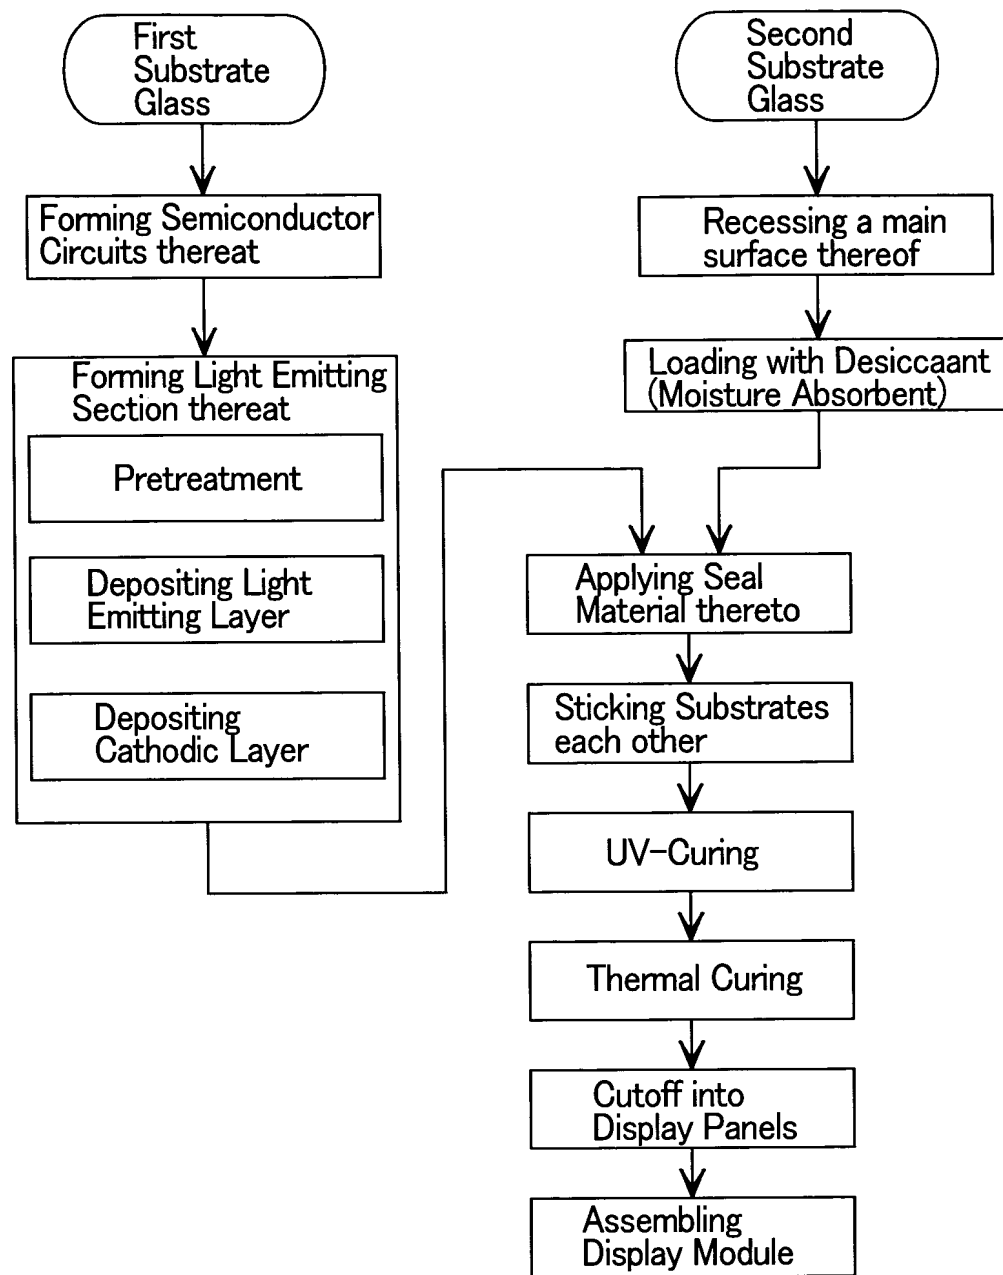 First
Substrate
Glass
Forming Semiconductor
Circuits thereat
Forming Light Emitting
Section thereat
Pretreatment
Depositing Light
Emitting Layer
Depositing
Cathodic Layer
Second
Substrate
Glass
Recessing a main
surface thereof
Loading with Desiccaant
(Moisture Absorbent)
Applying Seal
Material thereto
Sticking Substrates
each other
UV-Curing
Thermal Curing
Cutoff into
Display Panels
Assembling
Display Module